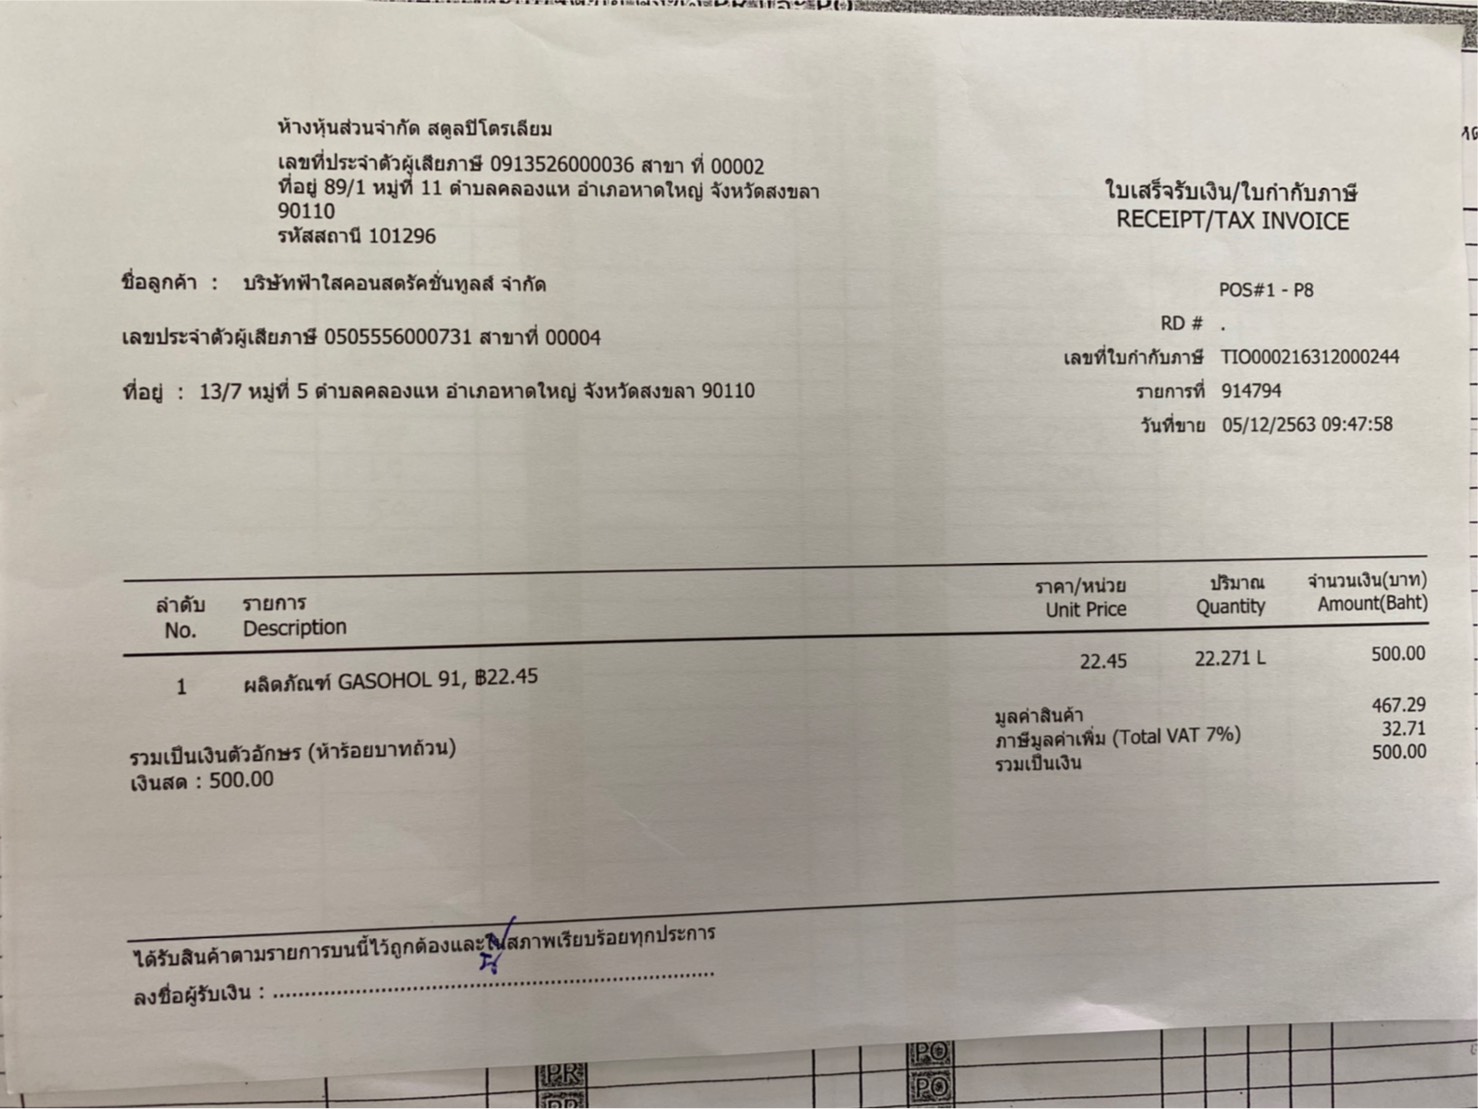 ห้างหุ้นส่วนจำกัด สตูลปิโตรเลียม
เลขที่ประจำตัวผู้เสียภาษี 0913526000036 สาขา ที่ 00002
ที่อยู่ 89/1 หมู่ที่ 11 ตำบลคลองแห อำเภอหาดใหญ่ จังหวัดสงขลา
90110
รหัสสถานี 101296
ใบเสร็จรับเงิน/ใบกำกับภาษี
RECEIPT/TAX INVOICE
ชื่อลูกค้า : บริษัทฟ้าใสคอนสตรัคชั่นทูลส์ จำกัด
เลขประจำตัวผู้เสียภาษี 0505556000731 สาขาที่ 00004
ที่อยู่ : 13/7 หมู่ที่ 5 ตำบลคลองแห อำเภอหาดใหญ่ จังหวัดสงขลา 90110
POS#1 - P8
RD # .
เลขที่ใบกำกับภาษี TIO000216312000244
รายการที่ 914794
วันที่ขาย 05/12/2563 09:47:58
ลำดับ รายการ ราคา/หน่วย ปริมาณ จำนวนเงิน(บาท)
No. Description Unit Price Quantity Amount(Baht)
1 ผลิตภัณฑ์ GASOHOL 91, ฿22.45 22.45 22.271 L 500.00
มูลค่าสินค้า 467.29
ภาษีมูลค่าเพิ่ม (Total VAT 7%) 32.71
รวมเป็นเงิน 500.00
รวมเป็นเงินตัวอักษร (ห้าร้อยบาทถ้วน)
เงินสด : 500.00
ได้รับสินค้าตามรายการบนนี้ไว้ถูกต้องและในสภาพเรียบร้อยทุกประการ
ลงชื่อผู้รับเงิน : ......................................................................
PR
PO
PO